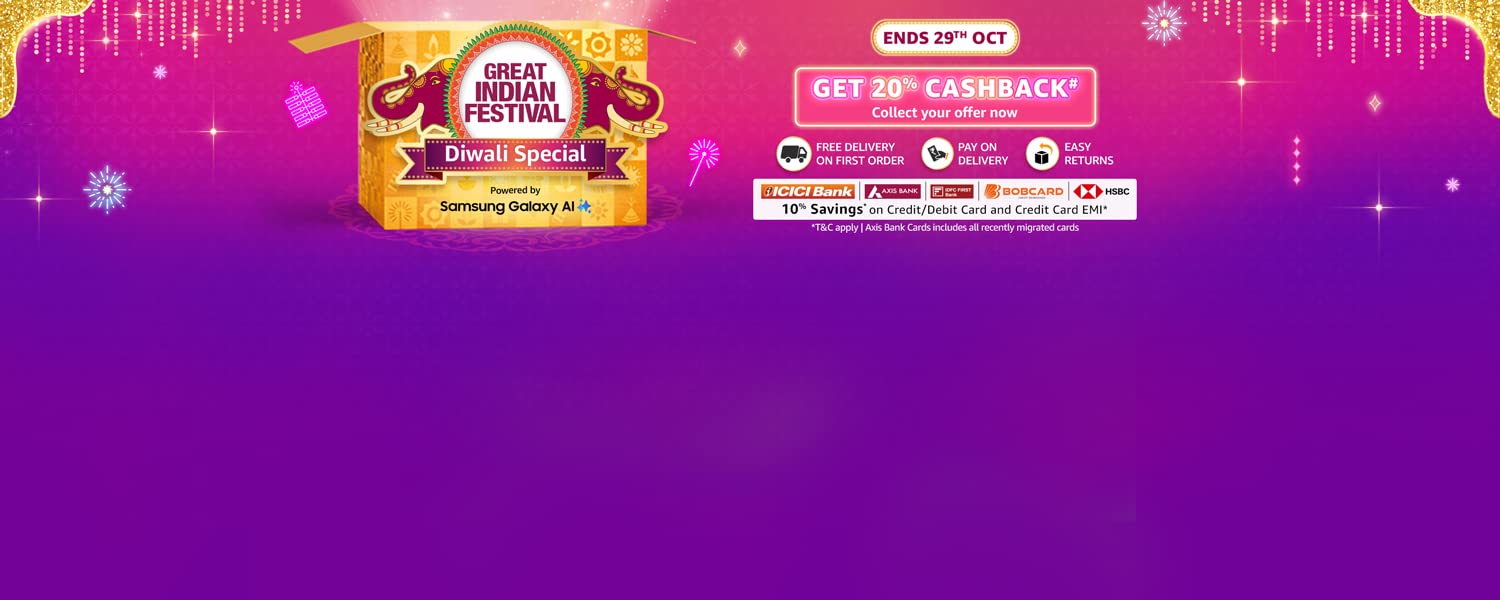 GREAT
INDIAN
FESTIVAL
Diwali Special
Powered by
Samsung Galaxy AI
ENDS 29TH OCT
GET 20% CASHBACK#
Collect your offer now
FREE DELIVERY
ON FIRST ORDER
PAY ON
DELIVERY
EASY
RETURNS
ICICI Bank | AXIS BANK | IDFC FIRST Bank | BOBCARD | HSBC
10% Savings* on Credit/Debit Card and Credit Card EMI*
*T&C apply | Axis Bank Cards includes all recently migrated cards